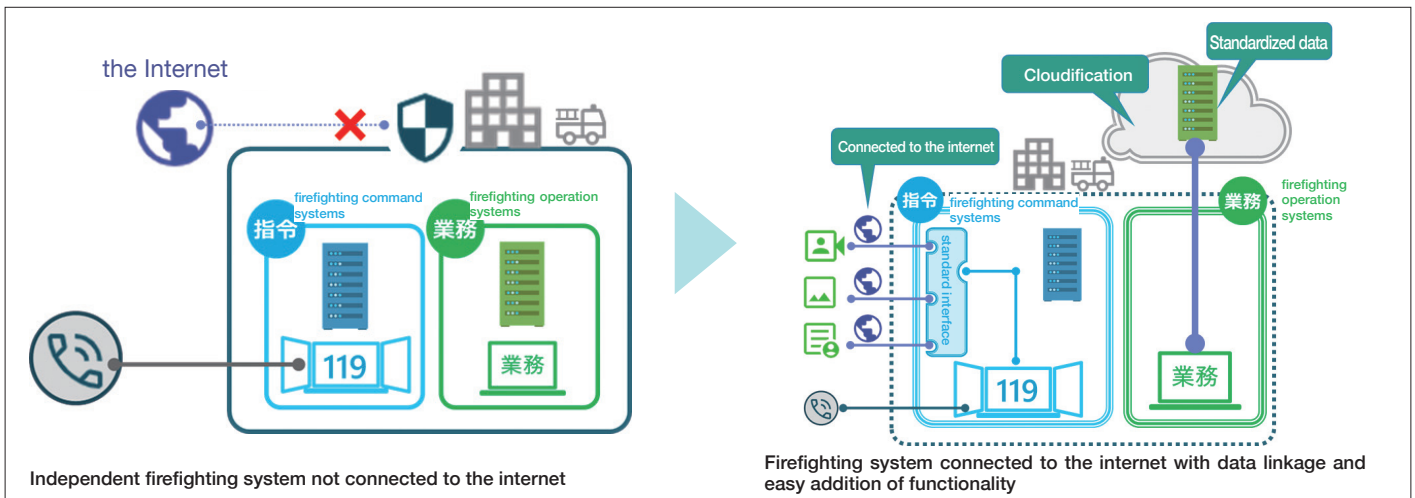 the Internet
指令
firefighting command
systems
業務
firefighting operation
systems
119
業務
Independent firefighting system not connected to the internet
Standardized data
Cloudification
Connected to the internet
指令
firefighting command
systems
業務
firefighting
operation
systems
standard interface
119
業務
Firefighting system connected to the internet with data linkage and
easy addition of functionality